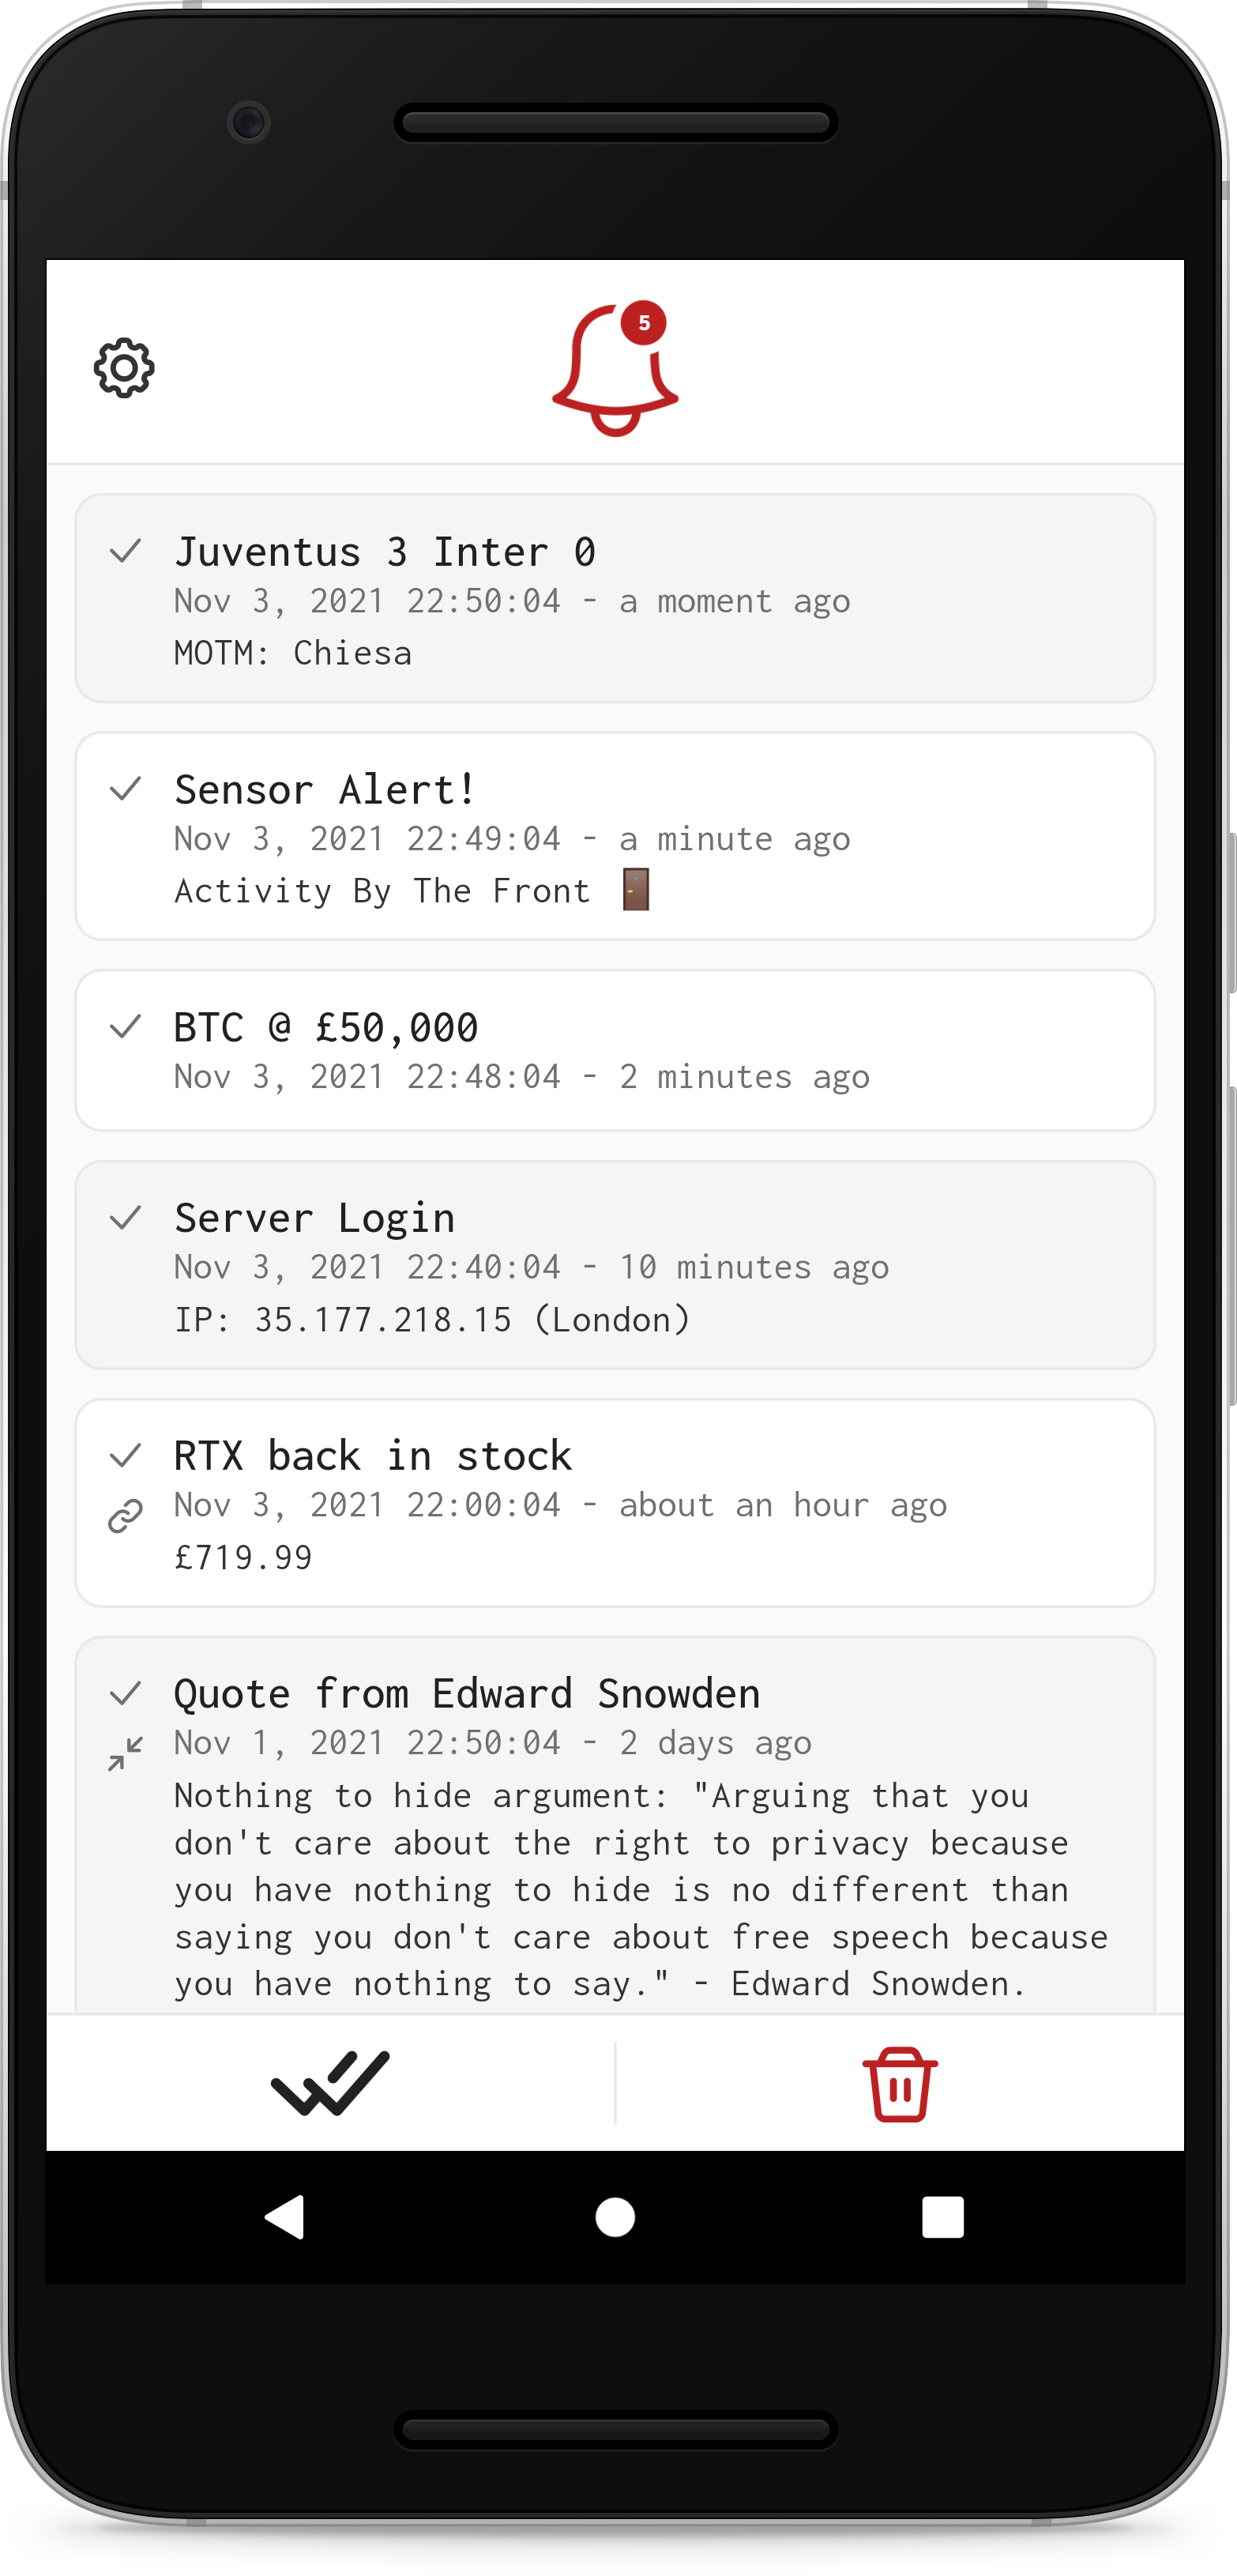 5
Juventus 3 Inter 0
Nov 3, 2021 22:50:04 - a moment ago
MOTM: Chiesa
Sensor Alert!
Nov 3, 2021 22:49:04 - a minute ago
Activity By The Front 🚪
BTC @ £50,000
Nov 3, 2021 22:48:04 - 2 minutes ago
Server Login
Nov 3, 2021 22:40:04 - 10 minutes ago
IP: 35.177.218.15 (London)
RTX back in stock
Nov 3, 2021 22:00:04 - about an hour ago
£719.99
Quote from Edward Snowden
Nov 1, 2021 22:50:04 - 2 days ago
Nothing to hide argument: "Arguing that you
don't care about the right to privacy because
you have nothing to hide is no different than
saying you don't care about free speech because
you have nothing to say." - Edward Snowden.